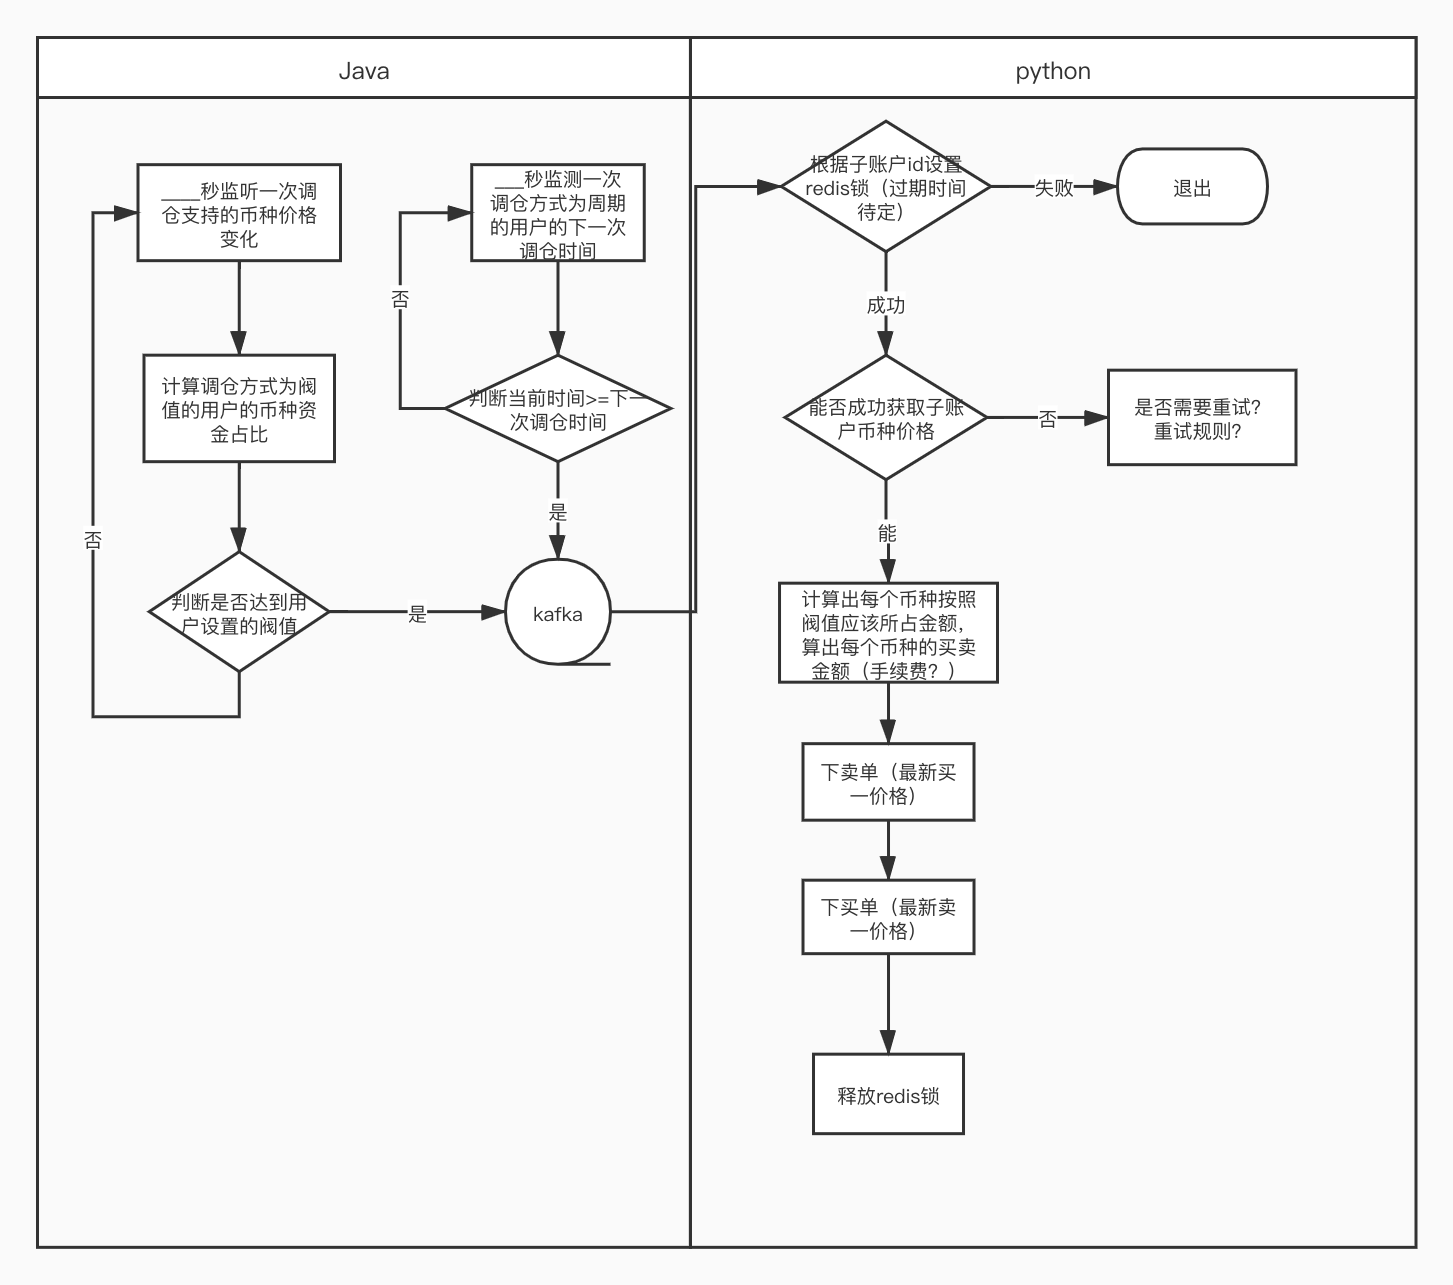 Java
python
____秒监听一次调
仓支持的币种价格
变化
计算调仓方式为阀
值的用户的币种资
金占比
判断是否达到用
户设置的阀值
否
是
___秒监测一次
调仓方式为周期
的用户的下一次
调仓时间
否
判断当前时间>=下一
次调仓时间
是
kafka
根据子账户id设置
redis锁（过期时间
待定）
失败
退出
成功
能否成功获取子账
户币种价格
否
是否需要重试？
重试规则？
能
计算出每个币种按照
阀值应该所占金额，
算出每个币种的买卖
金额（手续费？）
下卖单（最新买
一价格）
下买单（最新卖
一价格）
释放redis锁